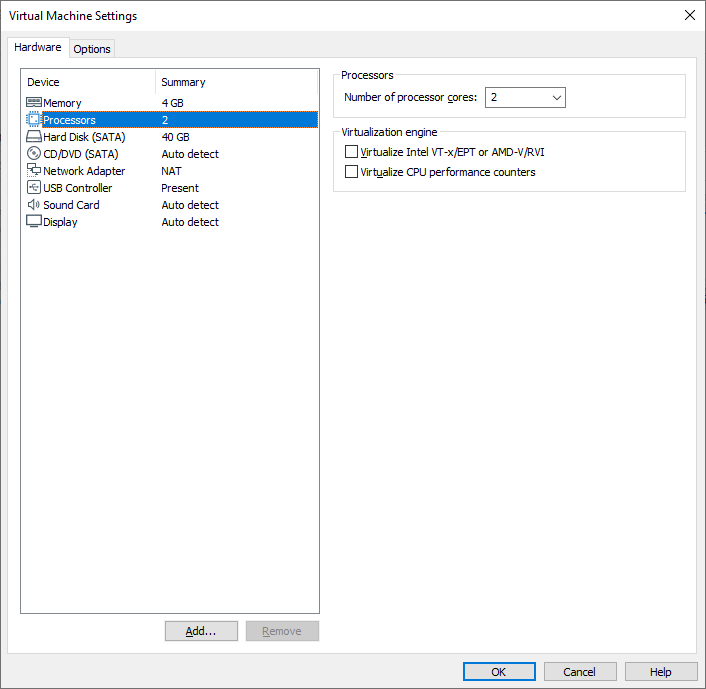 Virtual Machine Settings
Hardware Options
Device Summary
Memory 4 GB
Processors 2
Hard Disk (SATA) 40 GB
CD/DVD (SATA) Auto detect
Network Adapter NAT
USB Controller Present
Sound Card Auto detect
Display Auto detect
Add... Remove
Processors
Number of processor cores: 2
Virtualization engine
Virtualize Intel VT-x/EPT or AMD-V/RVI
Virtualize CPU performance counters
OK Cancel Help